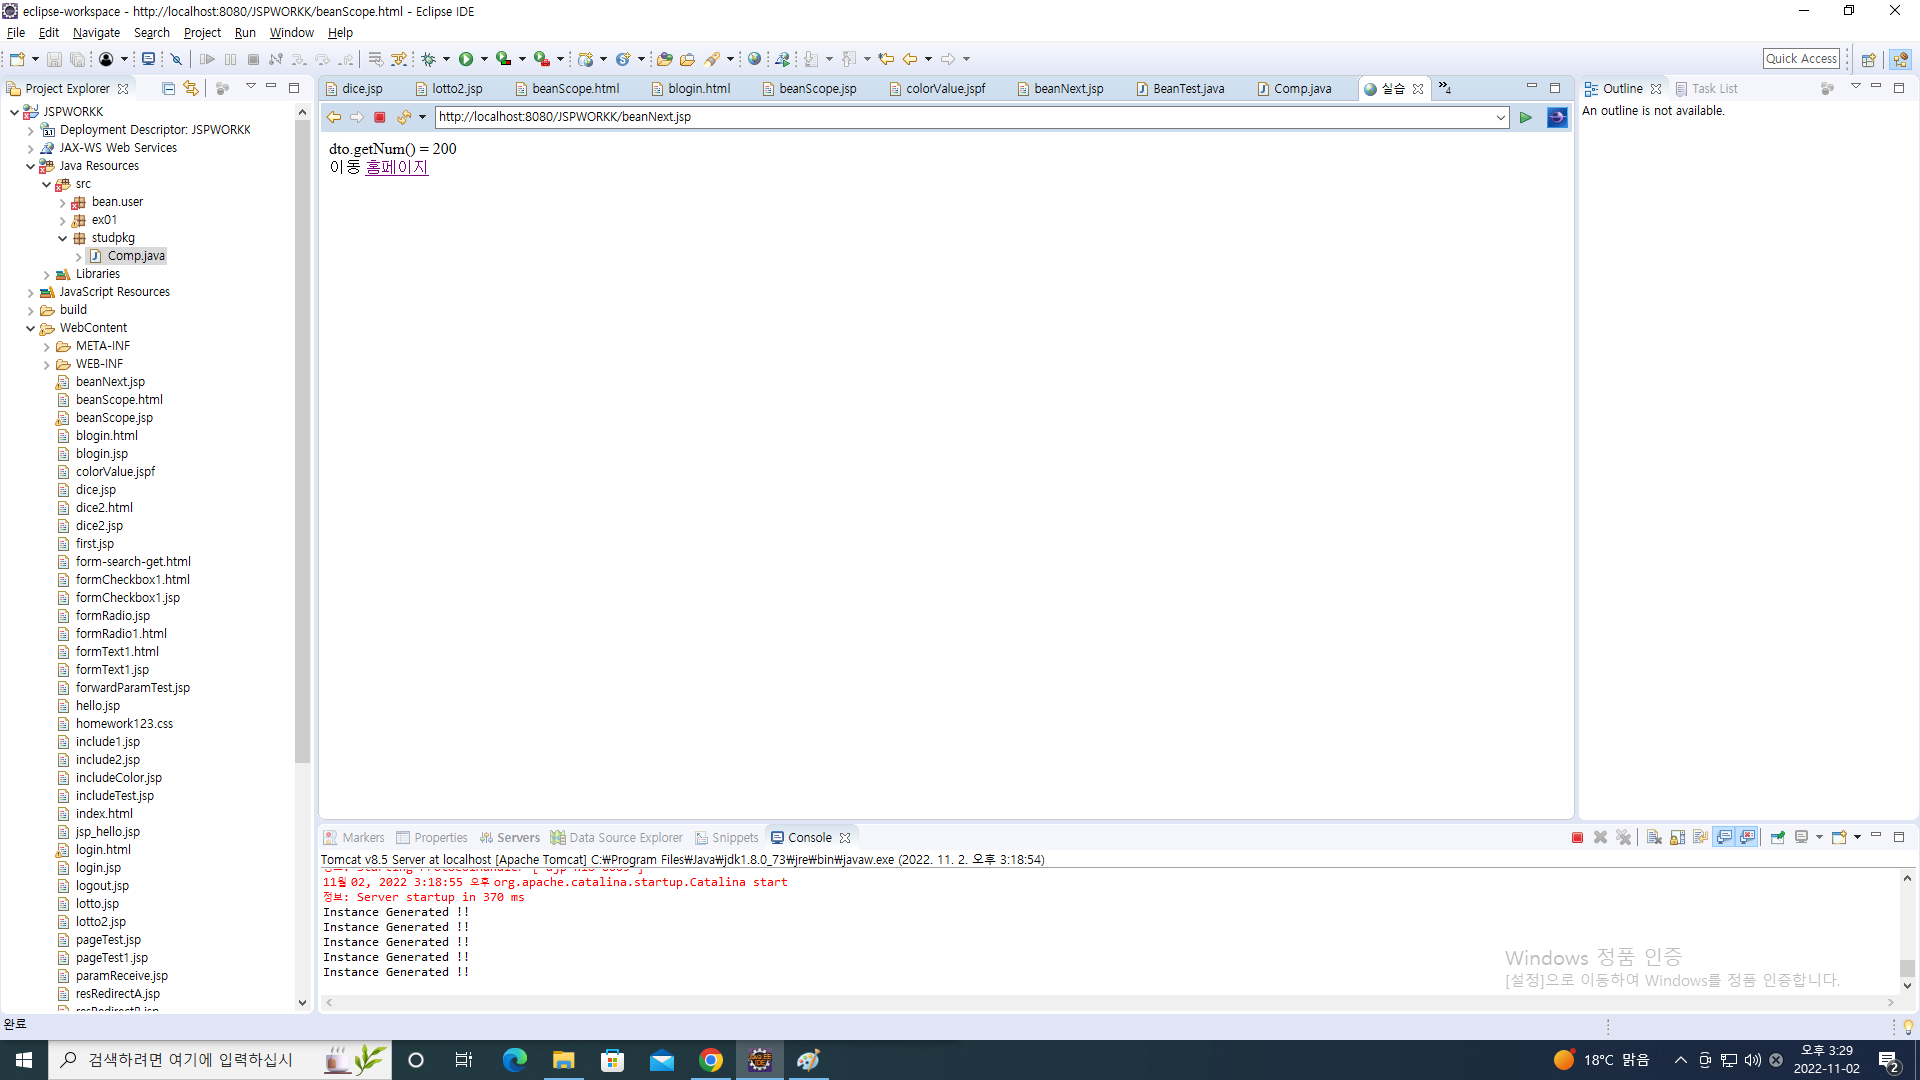 eclipse-workspace - http://localhost:8080/JSPWORKK/beanScope.html - Eclipse IDE
File Edit Navigate Search Project Run Window Help
Quick Access
Project Explorer
dice.jsp lotto2.jsp beanScope.html blogin.html beanScope.jsp colorValue.jspf beanNext.jsp BeanTest.java Comp.java 실습 »4
Outline Task List
http://localhost:8080/JSPWORKK/beanNext.jsp
An outline is not available.
dto.getNum() = 200
이동 홈페이지
JSPWORKK
Deployment Descriptor: JSPWORKK
JAX-WS Web Services
Java Resources
src
bean.user
ex01
studpkg
Comp.java
Libraries
JavaScript Resources
build
WebContent
META-INF
WEB-INF
beanNext.jsp
beanScope.html
beanScope.jsp
blogin.html
blogin.jsp
colorValue.jspf
dice.jsp
dice2.html
dice2.jsp
first.jsp
form-search-get.html
formCheckbox1.html
formCheckbox1.jsp
formRadio.jsp
formRadio1.html
formText1.html
formText1.jsp
forwardParamTest.jsp
hello.jsp
homework123.css
include1.jsp
include2.jsp
includeColor.jsp
includeTest.jsp
index.html
jsp_hello.jsp
login.html
login.jsp
logout.jsp
lotto.jsp
lotto2.jsp
pageTest.jsp
pageTest1.jsp
paramReceive.jsp
resRedirectA.jsp
resRedirectB.jsp
Markers Properties Servers Data Source Explorer Snippets Console
Tomcat v8.5 Server at localhost [Apache Tomcat] C:₩Program Files₩Java₩jdk1.8.0_73₩jre₩bin₩javaw.exe (2022. 11. 2. 오후 3:18:54)
정보: Starting ProtocolHandler ["ajp-nio-8009"]
11월 02, 2022 3:18:55 오후 org.apache.catalina.startup.Catalina start
정보: Server startup in 370 ms
Instance Generated !!
Instance Generated !!
Instance Generated !!
Instance Generated !!
Instance Generated !!
Windows 정품 인증
[설정]으로 이동하여 Windows를 정품 인증합니다.
완료
검색하려면 여기에 입력하십시
18°C 맑음
오후 3:29
2022-11-02
2